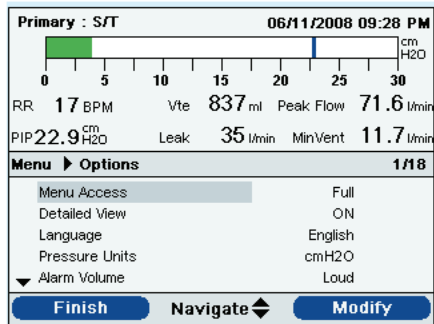 Primary : S/T 06/11/2008 09:28 PM
cm
H2O
0 5 10 15 20 25 30
RR 17 BPM Vte 837 ml Peak Flow 71.6 l/min
PIP 22.9 cm H2O Leak 35 l/min MinVent 11.7 l/min
Menu Options 1/18
Menu Access Full
Detailed View ON
Language English
Pressure Units cmH2O
Alarm Volume Loud
Finish Navigate Modify